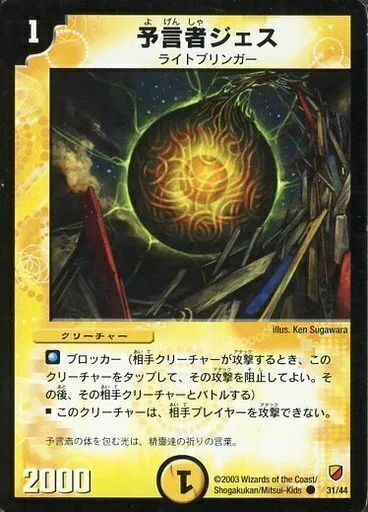 1
予言者ジェス
よげんしゃ
ライトブリンガー
illus. Ken Sugawara
クリーチャー
ブロッカー（相手クリーチャーが攻撃するとき、この
クリーチャーをタップして、その攻撃を阻止してよい。そ
の後、その相手クリーチャーとバトルする）
■ このクリーチャーは、相手プレイヤーを攻撃できない。
予言者の体を包む光は、精霊達の祈りの言葉。
2000
1
©2003 Wizards of the Coast/
Shogakukan/Mitsui-Kids ● 31/44